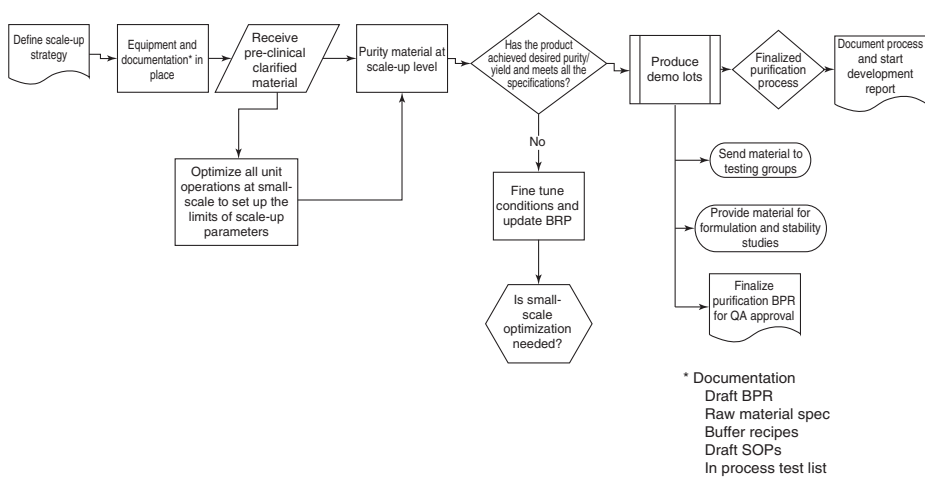 Define scale-up
strategy
Equipment and
documentation* in
place
Receive
pre-clinical
clarified
material
Purity material at
scale-up level
Has the product
achieved desired purity/
yield and meets all the
specifications?
Produce
demo lots
Finalized
purification
process
Document process
and start
development
report
Optimize all unit
operations at small-
scale to set up the
limits of scale-up
parameters
No
Fine tune
conditions and
update BRP
Is small-
scale
optimization
needed?
Send material to
testing groups
Provide material for
formulation and stability
studies
Finalize
purification BPR
for QA approval
* Documentation
Draft BPR
Raw material spec
Buffer recipes
Draft SOPs
In process test list